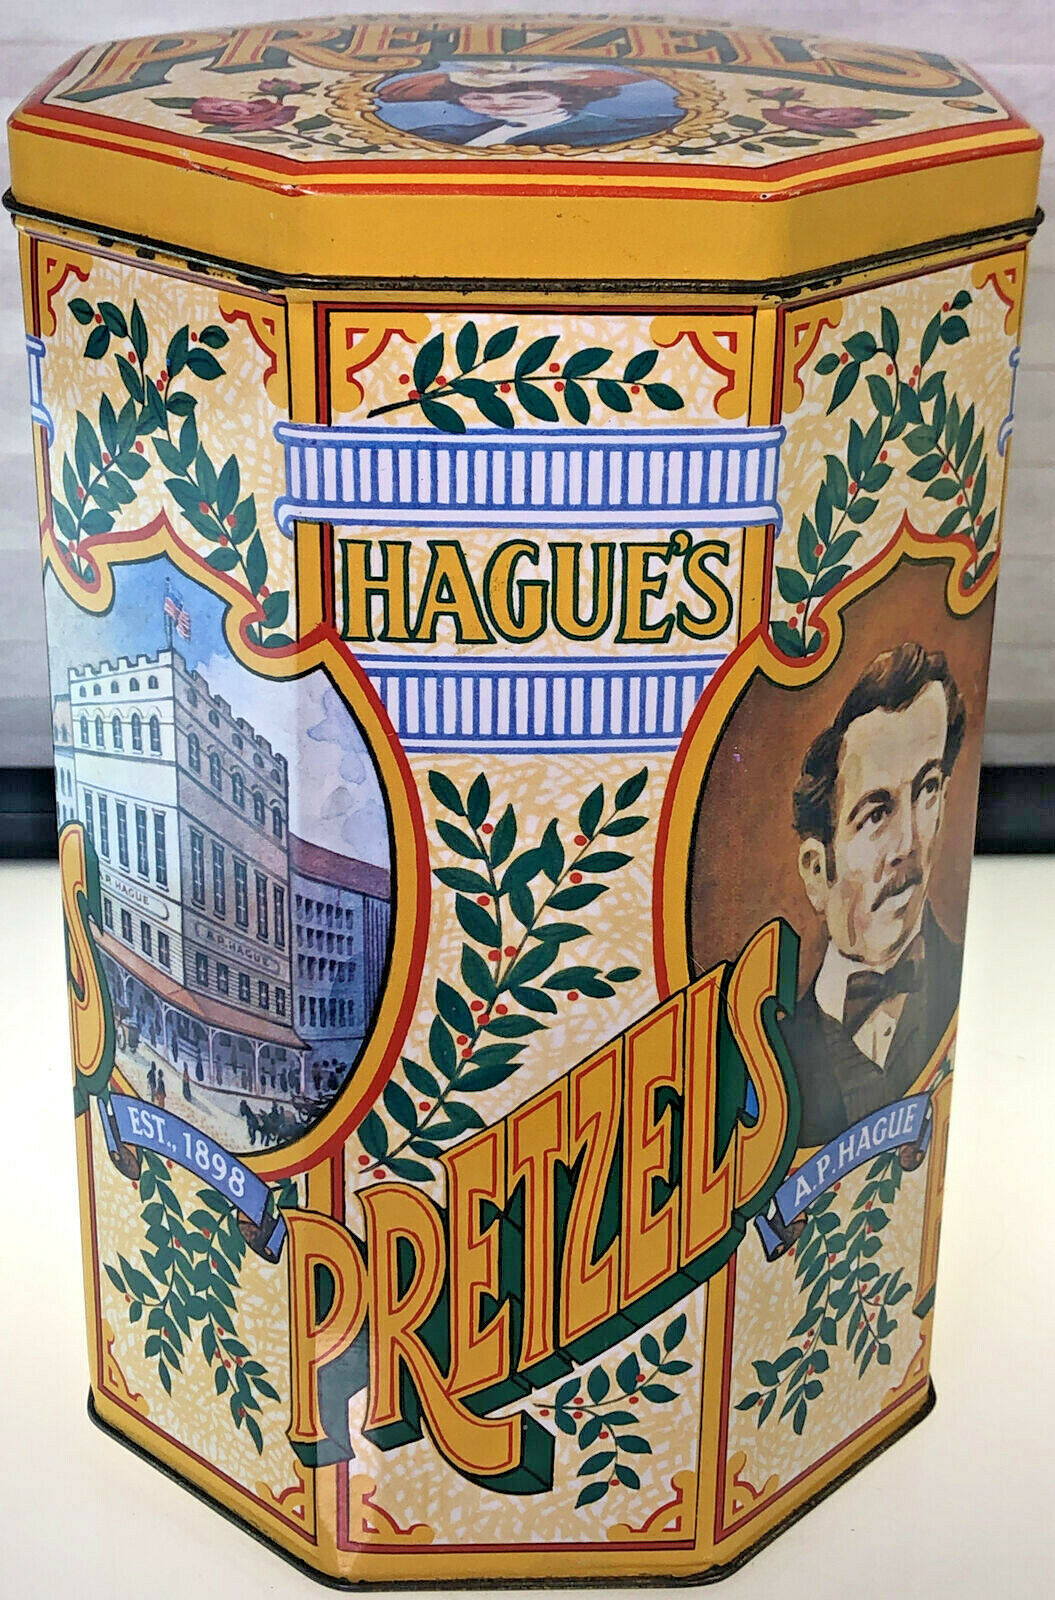 PRETZELS
HAGUE'S
A.P. HAGUE
A.P. HAGUE
S
EST., 1898
PRETZELS
A.P. HAGUE